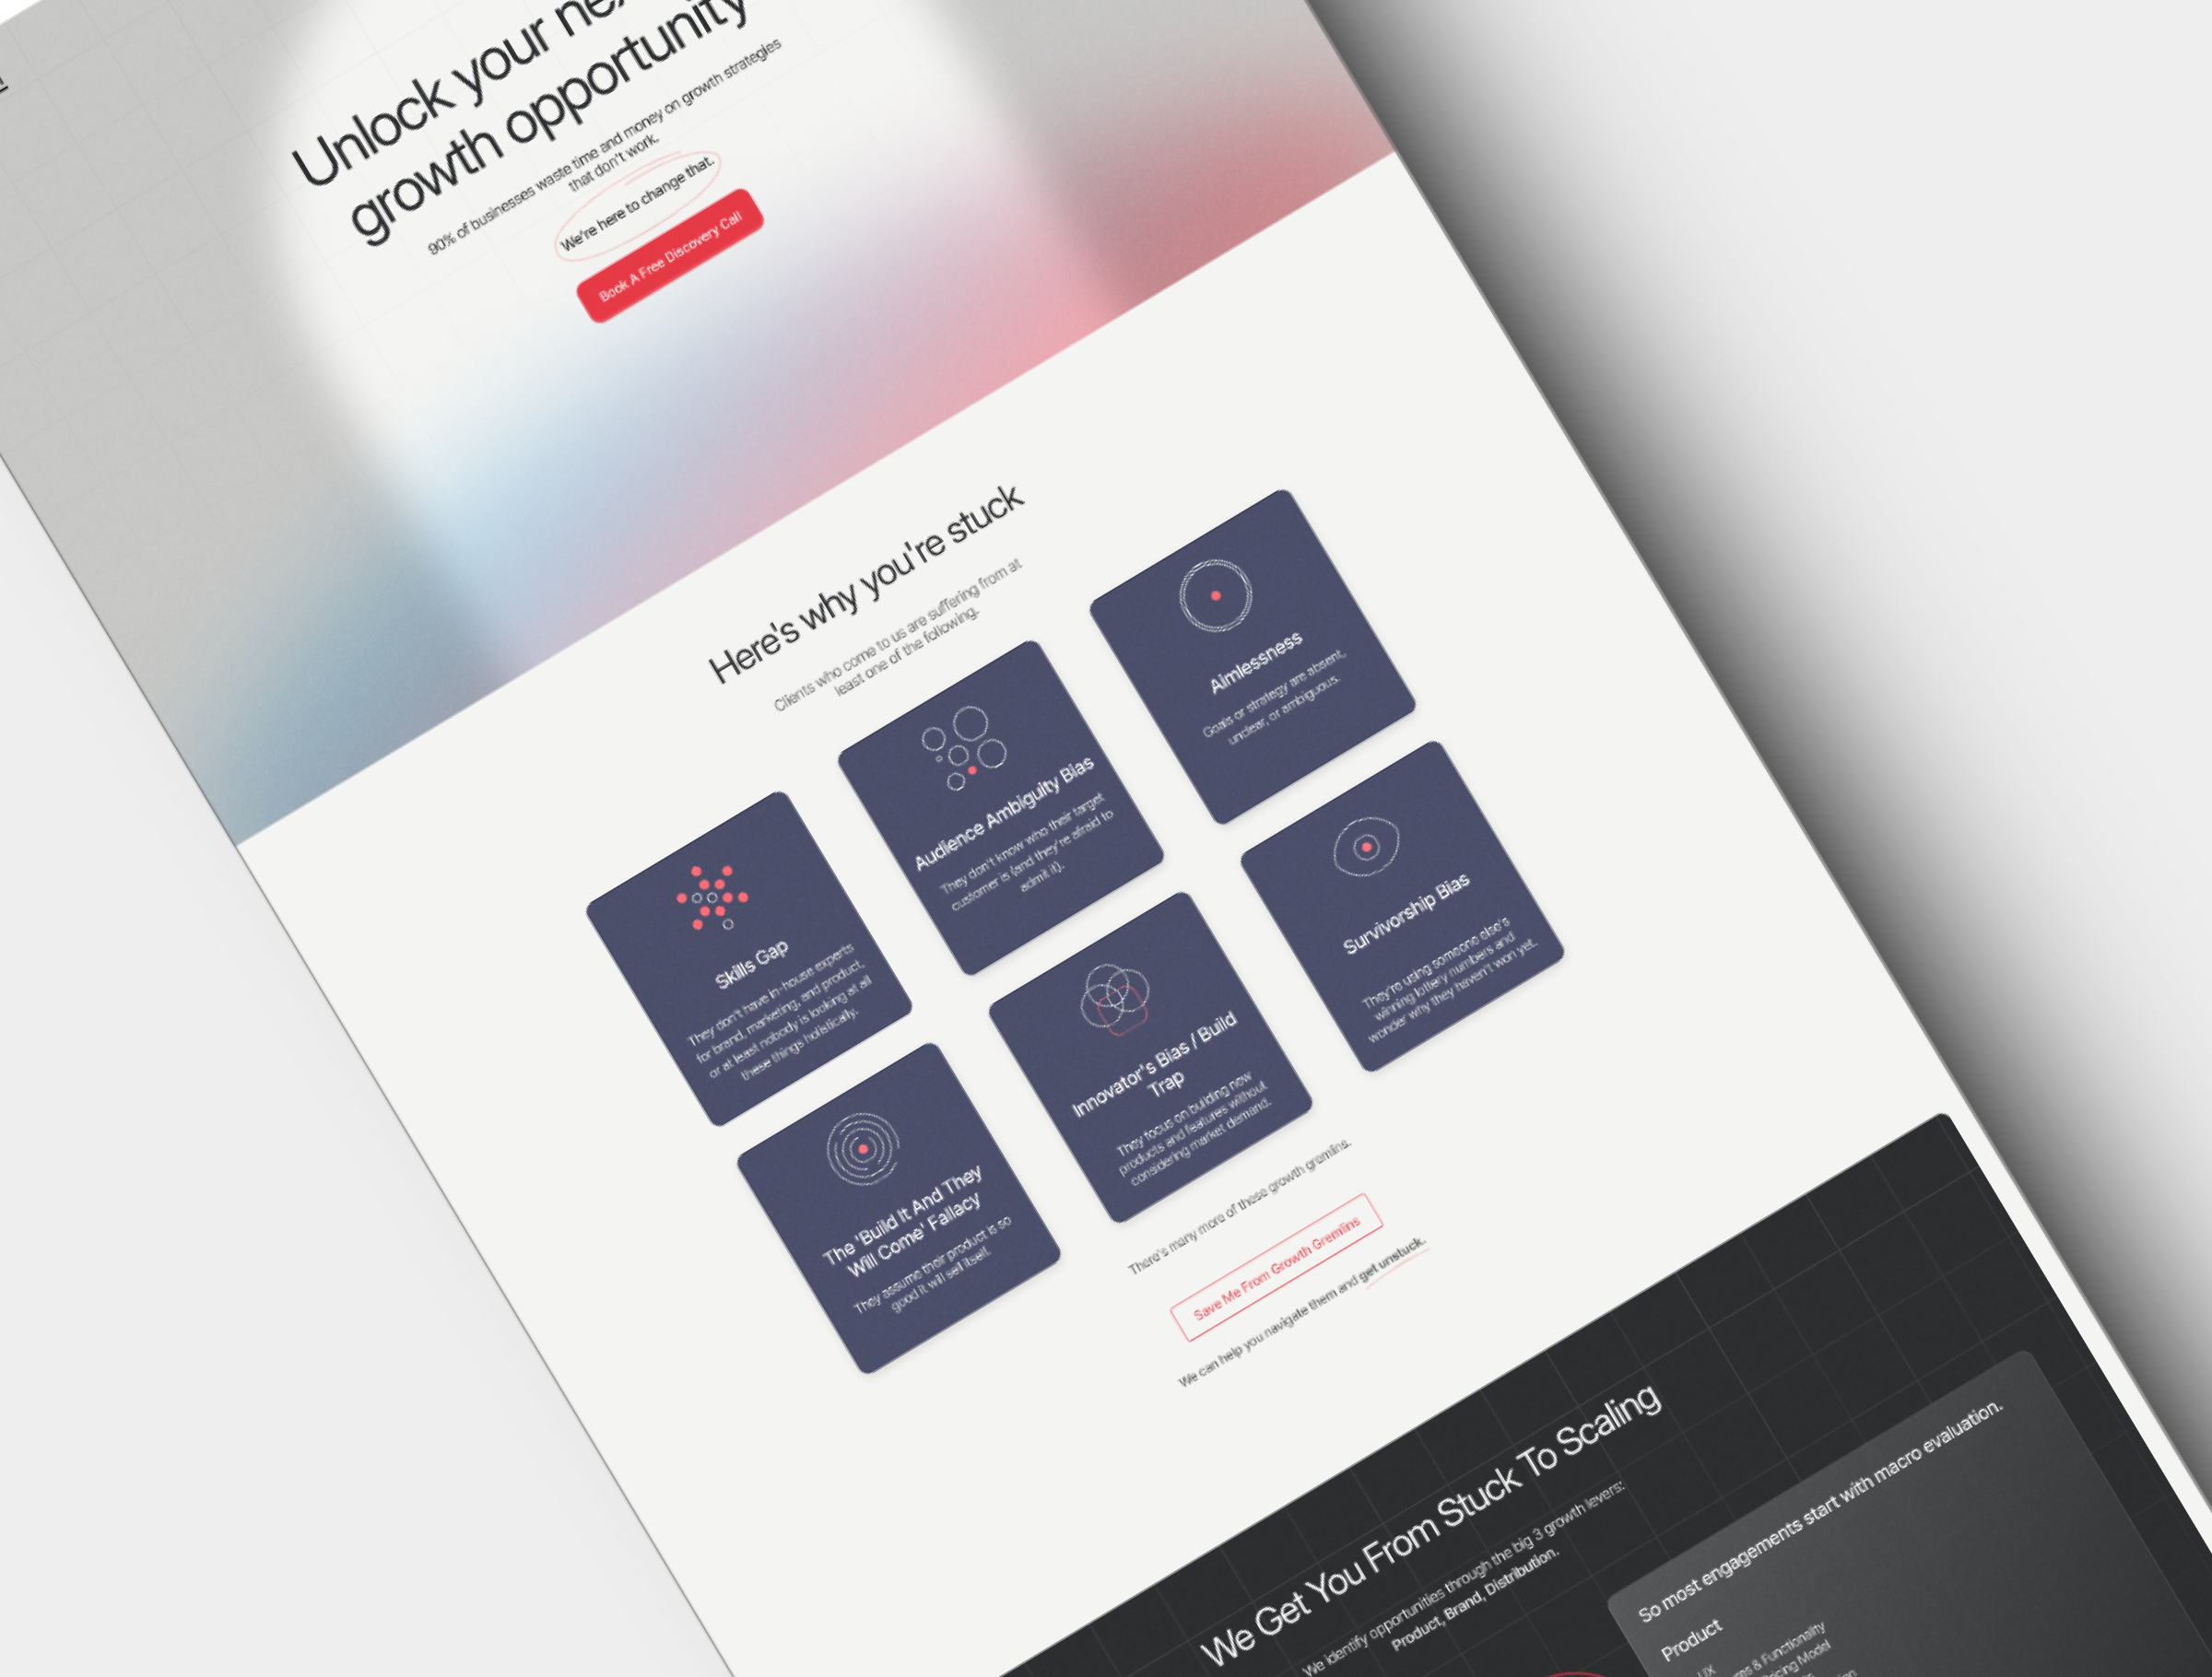 Unlock your
growth opportunity
90% of businesses waste time and money on growth strategies
that don't work.
We're here to change that.
Book A Free Discovery Call
Here's why you're stuck
Clients who come to us are suffering from at
least one of the following.
Skills Gap
They don't have in-house experts
for brand, marketing, and product,
or at least nobody is looking at all
these things holistically.
Audience Ambiguity Bias
They don't know who their target
customer is (and they're afraid to
admit it).
Aimlessness
Goals or strategy are absent,
unclear, or ambiguous.
The 'Build It And They
Will Come' Fallacy
They assume their product is so
good it will sell itself.
Innovator's Bias / Build
Trap
They focus on building new
products and features without
considering market demand.
Survivorship Bias
They're using someone else's
winning lottery numbers and
wonder why they haven't won yet.
There's many more of these growth gremlins.
Save Me From Growth Gremlins
We can help you navigate them and get unstuck.
We Get You From Stuck To Scaling
We identify opportunities through the big 3 growth levers:
Product, Brand, Distribution.
So most engagements start with macro evaluation.
Product
UX
& Functionality
Model